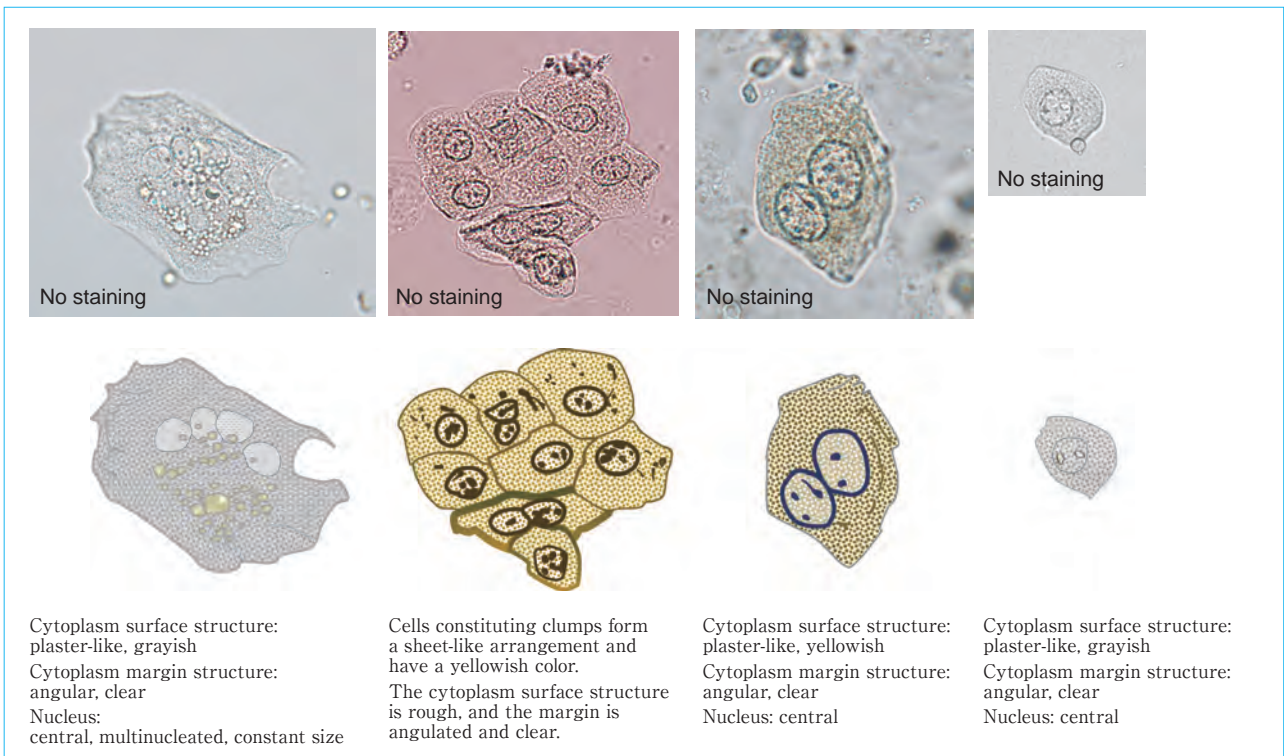 No staining
No staining
No staining
No staining
Cytoplasm surface structure:
plaster-like, grayish
Cytoplasm margin structure:
angular, clear
Nucleus:
central, multinucleated, constant size
Cells constituting clumps form
a sheet-like arrangement and
have a yellowish color.
The cytoplasm surface structure
is rough, and the margin is
angulated and clear.
Cytoplasm surface structure:
plaster-like, yellowish
Cytoplasm margin structure:
angular, clear
Nucleus: central
Cytoplasm surface structure:
plaster-like, grayish
Cytoplasm margin structure:
angular, clear
Nucleus: central